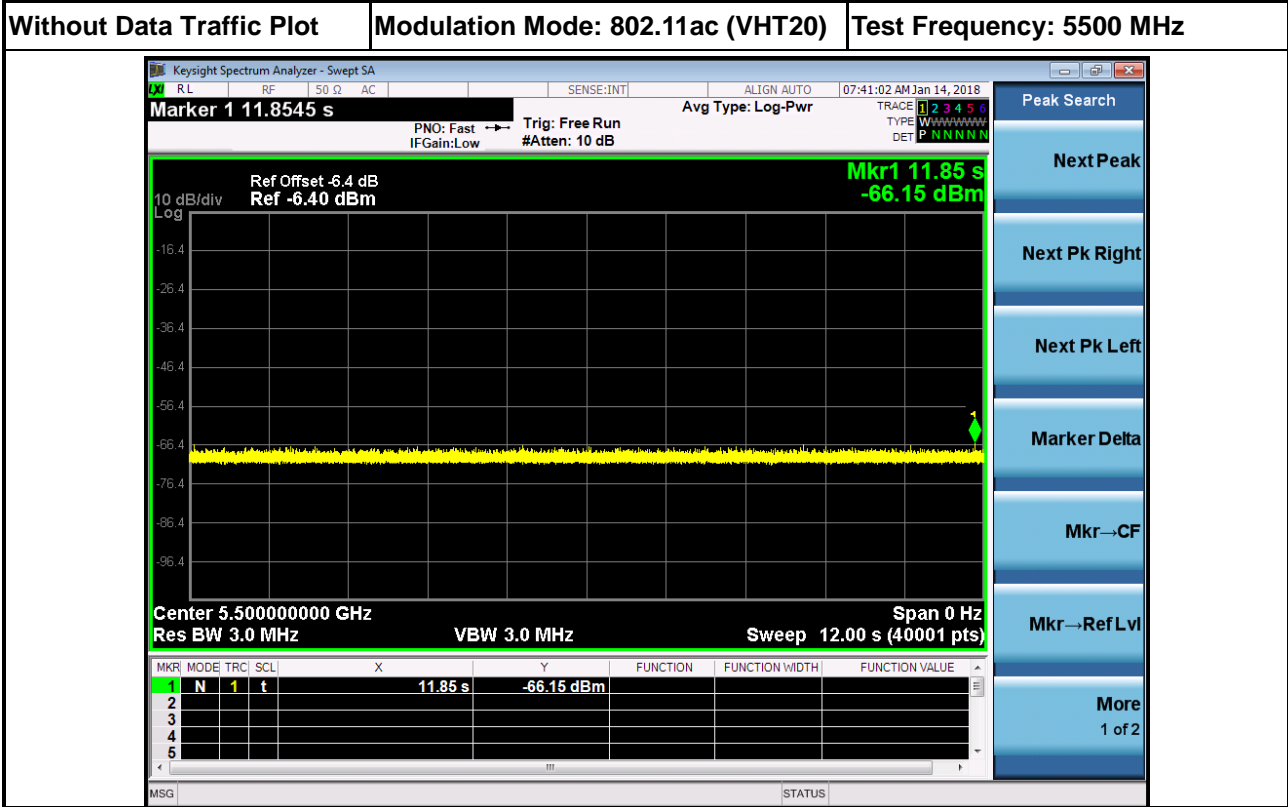 Without Data Traffic Plot Modulation Mode: 802.11ac (VHT20) Test Frequency: 5500 MHz
Keysight Spectrum Analyzer - Swept SA
LXI RL RF 50 Ω AC SENSE:INT ALIGN AUTO 07:41:02 AM Jan 14, 2018
Marker 1 11.8545 s
PNO: Fast
IFGain:Low
Trig: Free Run
#Atten: 10 dB
Avg Type: Log-Pwr
TRACE 1 2 3 4 5 6
TYPE WWWWWW
DET P N N N N N
Mkr1 11.85 s
-66.15 dBm
Ref Offset -6.4 dB
10 dB/div Ref -6.40 dBm
Log
-16.4
-26.4
-36.4
-46.4
-56.4
1
-66.4
-76.4
-86.4
-96.4
Center 5.500000000 GHz Span 0 Hz
Res BW 3.0 MHz VBW 3.0 MHz Sweep 12.00 s (40001 pts)
MKR MODE TRC SCL X Y FUNCTION FUNCTION WIDTH FUNCTION VALUE
1 N 1 t 11.85 s -66.15 dBm
2
3
4
5
MSG STATUS
Peak Search
Next Peak
Next Pk Right
Next Pk Left
Marker Delta
Mkr→CF
Mkr→Ref Lvl
More
1 of 2